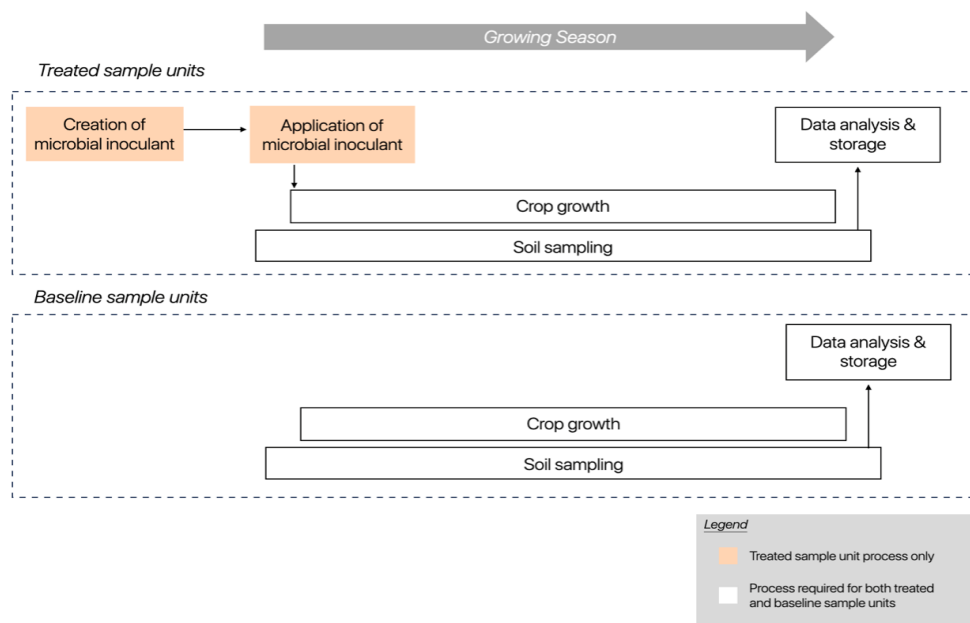 Growing Season
Treated sample units
Creation of
microbial inoculant
Application of
microbial inoculant
Data analysis &
storage
Crop growth
Soil sampling
Baseline sample units
Data analysis &
storage
Crop growth
Soil sampling
Legend
Treated sample unit process only
Process required for both treated
and baseline sample units